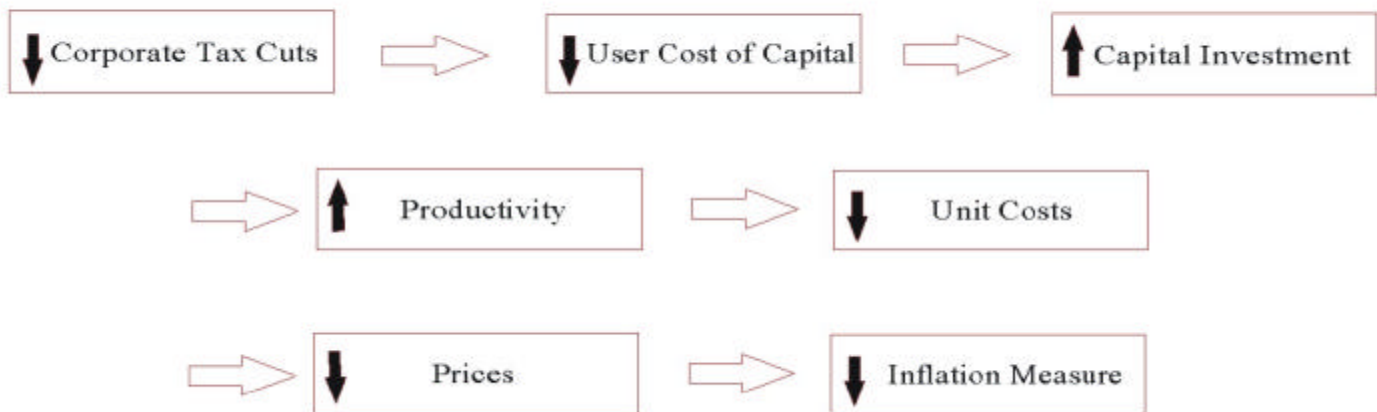 Corporate Tax Cuts
User Cost of Capital
Capital Investment
Productivity
Unit Costs
Prices
Inflation Measure